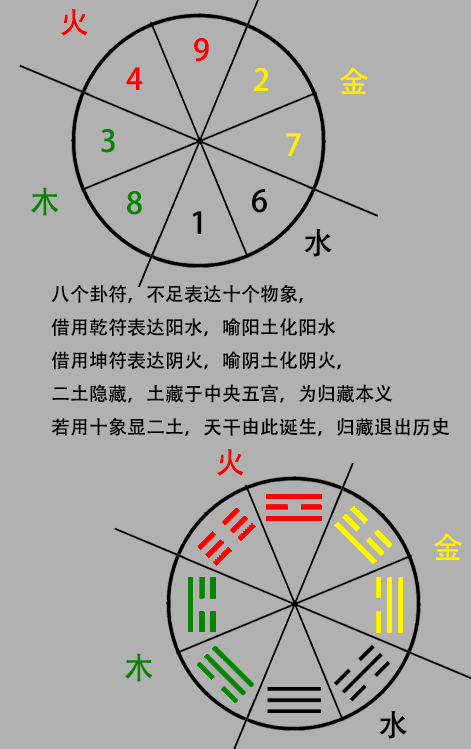 火
9
4
2
金
3
7
木
8
6
1
水
八个卦符，不足表达十个物象，
借用乾符表达阳水，喻阳土化阳水
借用坤符表达阴火，喻阴土化阴火，
二土隐藏，土藏于中央五宫，为归藏本义
若用十象显二土，天干由此诞生，归藏退出历史
火
金
木
水